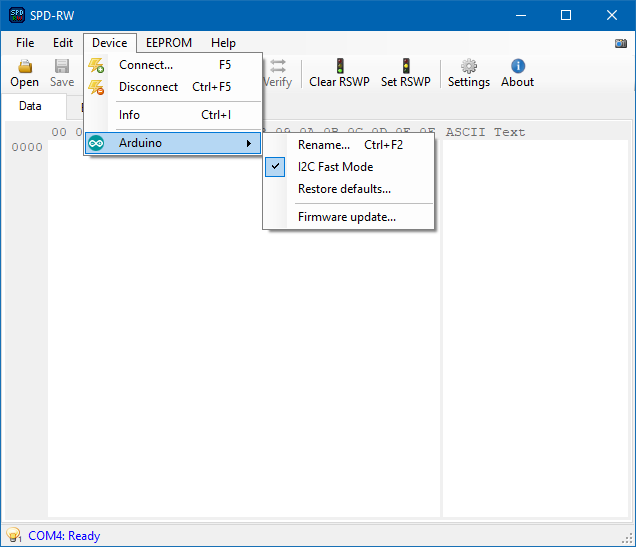 SPD-RW
File Edit Device EEPROM Help
Open Save Verify Clear RSWP Set RSWP Settings About
Connect... F5
Disconnect Ctrl+F5
Info Ctrl+I
Arduino
Data
00 09 0A 0B 0C 0D 0E 0F ASCII Text
0000
Rename... Ctrl+F2
I2C Fast Mode
Restore defaults...
Firmware update...
1 COM4: Ready